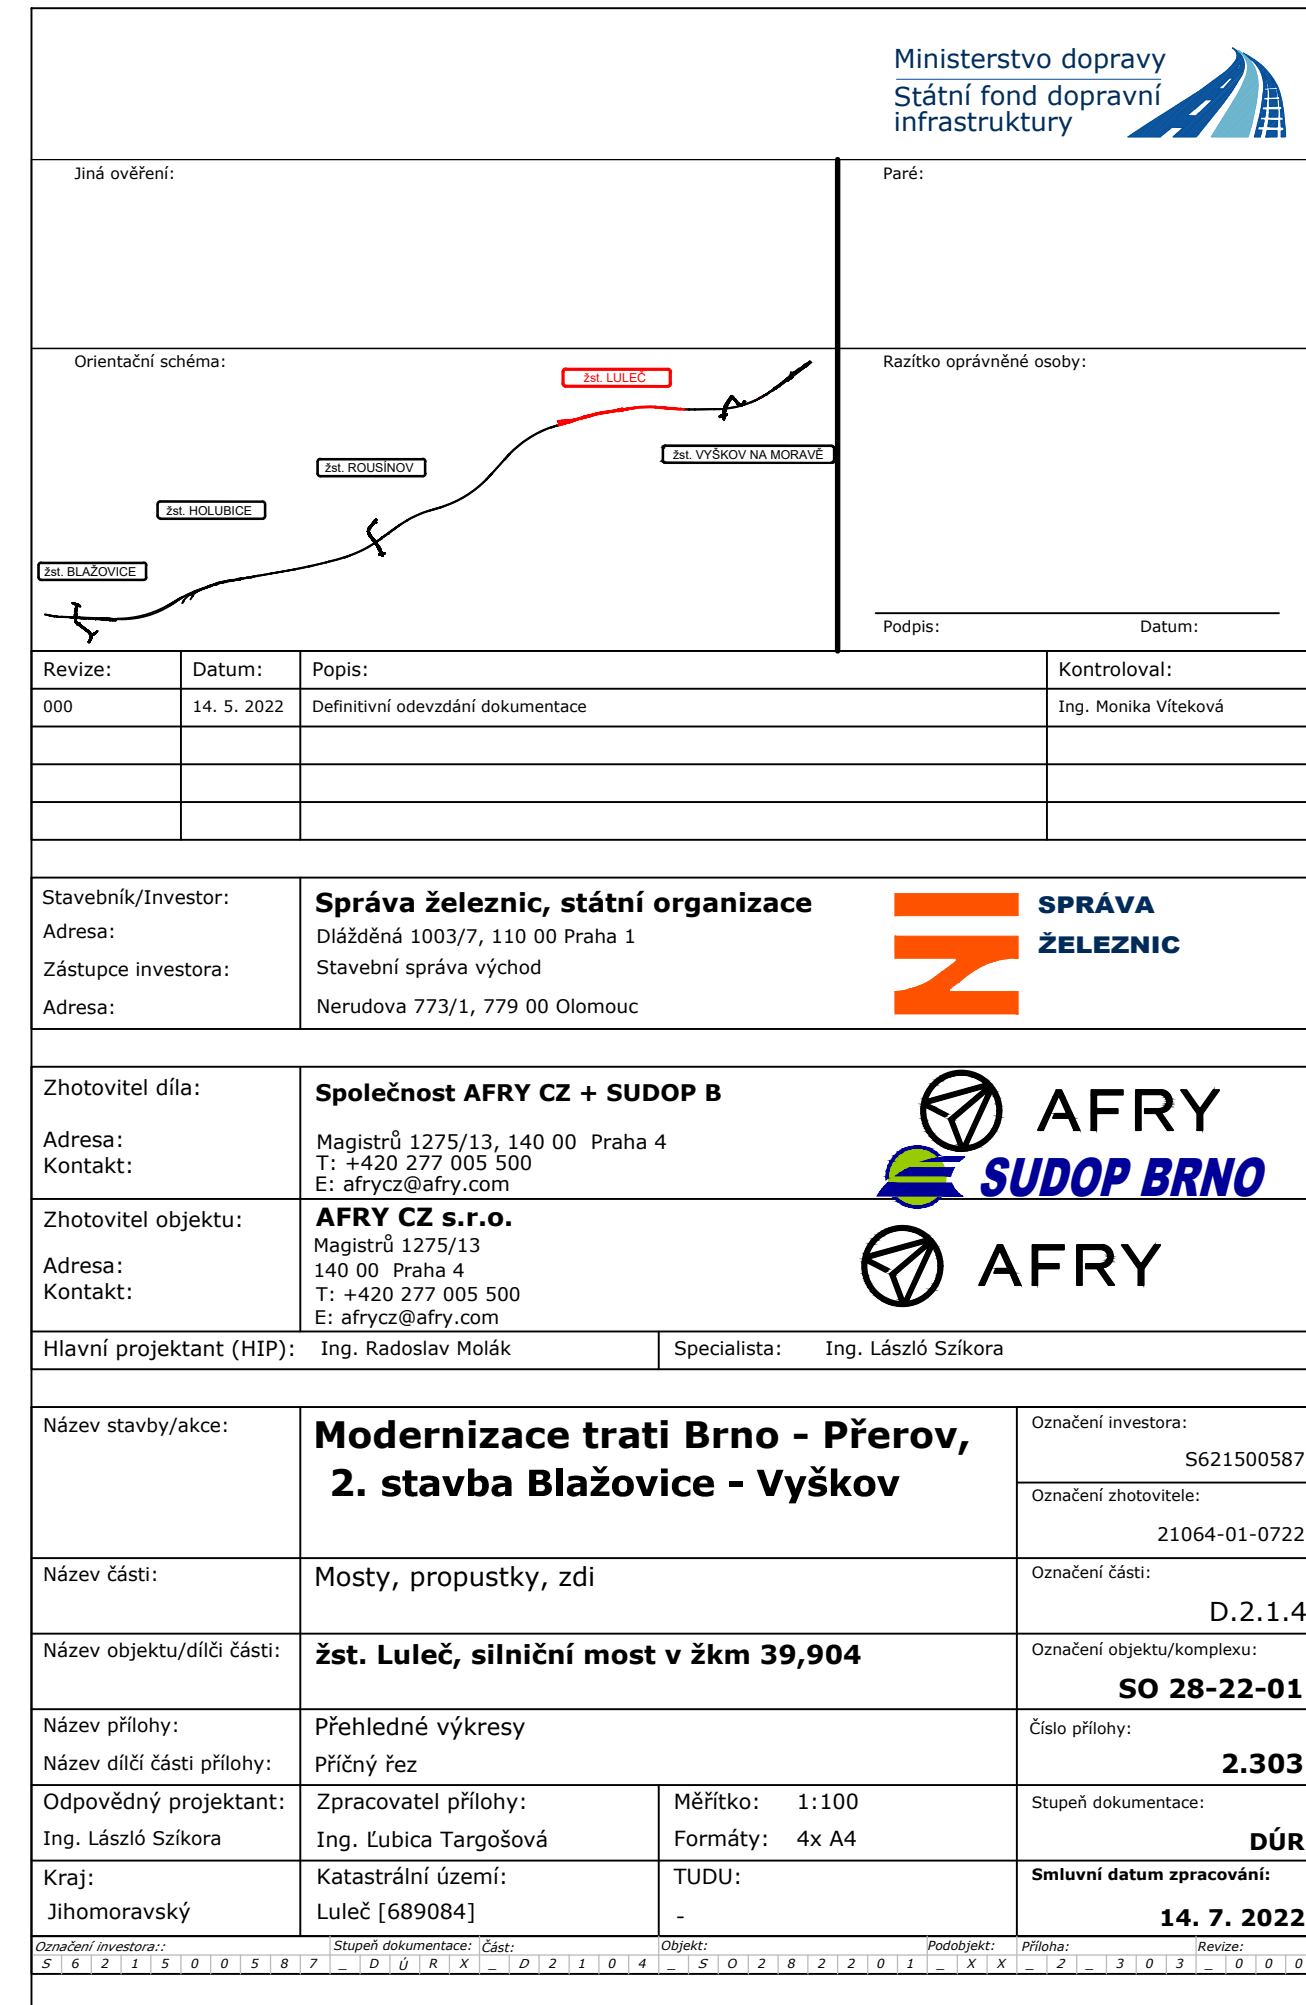 Ministerstvo dopravy
Státní fond dopravní
infrastruktury
Jiná ověření:
Paré:
Orientační schéma:
Razítko oprávněné osoby:
žst. LULEČ
žst. VYŠKOV NA MORAVĚ
žst. ROUSÍNOV
žst. HOLUBICE
žst. BLAŽOVICE
Podpis: Datum:
Revize: Datum: Popis: Kontroloval:
000 14. 5. 2022 Definitivní odevzdání dokumentace Ing. Monika Víteková
Stavebník/Investor: Správa železnic, státní organizace
Adresa: Dlážděná 1003/7, 110 00 Praha 1
Zástupce investora: Stavební správa východ
Adresa: Nerudova 773/1, 779 00 Olomouc
SPRÁVA
ŽELEZNIC
Zhotovitel díla: Společnost AFRY CZ + SUDOP B
Adresa: Magistrů 1275/13, 140 00 Praha 4
Kontakt: T: +420 277 005 500
E: afrycz@afry.com
AFRY
SUDOP BRNO
Zhotovitel objektu: AFRY CZ s.r.o.
Magistrů 1275/13
Adresa: 140 00 Praha 4
Kontakt: T: +420 277 005 500
E: afrycz@afry.com
AFRY
Hlavní projektant (HIP): Ing. Radoslav Molák Specialista: Ing. László Szíkora
Název stavby/akce: Modernizace trati Brno - Přerov,
2. stavba Blažovice - Vyškov
Označení investora:
S621500587
Označení zhotovitele:
21064-01-0722
Název části: Mosty, propustky, zdi
Označení části:
D.2.1.4
Název objektu/dílči části: žst. Luleč, silniční most v žkm 39,904
Označení objektu/komplexu:
SO 28-22-01
Název přílohy: Přehledné výkresy
Číslo přílohy:
Název dílčí části přílohy: Příčný řez
2.303
Odpovědný projektant: Zpracovatel přílohy: Měřítko: 1:100 Stupeň dokumentace:
Ing. László Szíkora Ing. Ľubica Targošová Formáty: 4x A4 DÚR
Kraj: Katastrální území: TUDU: Smluvní datum zpracování:
Jihomoravský Luleč [689084] - 14. 7. 2022
Označení investora:: Stupeň dokumentace: Část: Objekt: Podobjekt: Příloha: Revize:
S 6 2 1 5 0 0 5 8 7 _ D Ú R X _ D 2 1 0 4 _ S O 2 8 2 2 0 1 _ X X _ 2 _ 3 0 3 _ 0 0 0